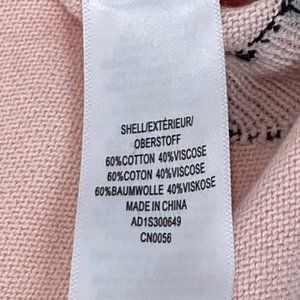 SHELL/EXTÉRIEUR/
OBERSTOFF
60%COTTON 40%VISCOSE
60%COTON 40%VISCOSE
60%BAUMWOLLE 40%VISKOSE
MADE IN CHINA
AD1S300649
CN0056